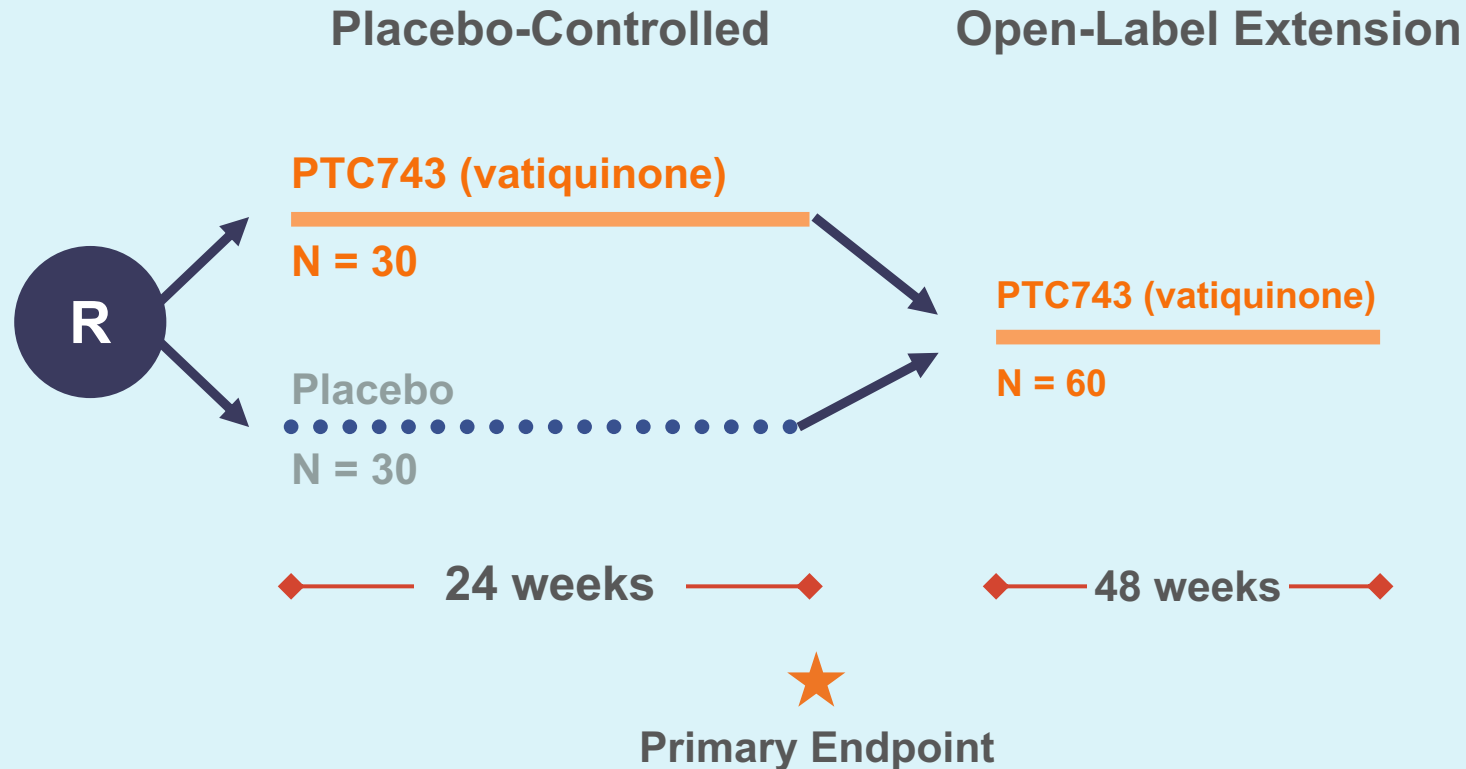 Placebo-Controlled
Open-Label Extension
PTC743 (vatiquinone)
N = 30
R
Placebo
N = 30
PTC743 (vatiquinone)
N = 60
24 weeks
48 weeks
Primary Endpoint